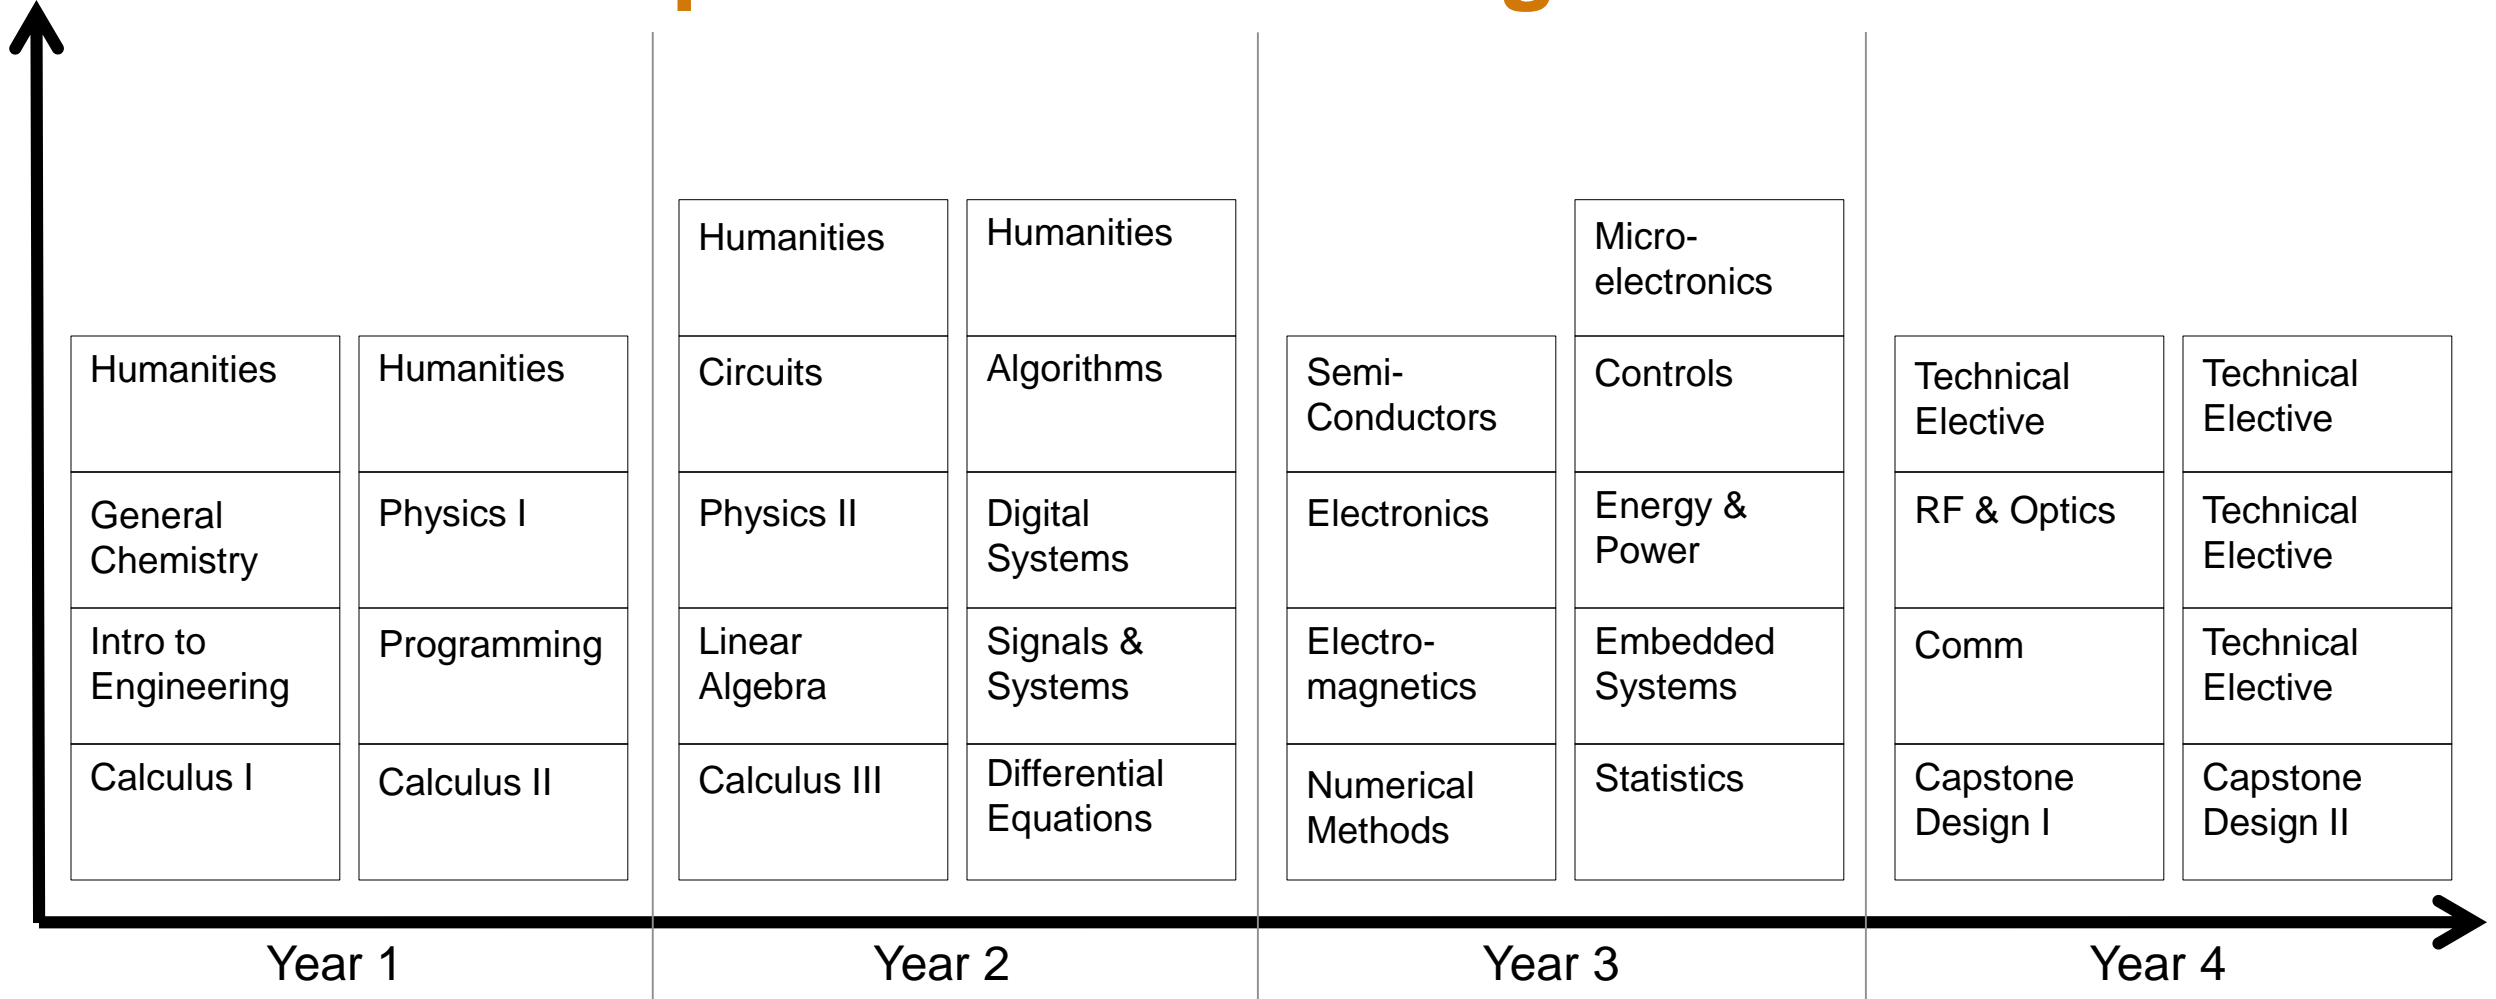 Humanities
General
Chemistry
Intro to
Engineering
Calculus I
Humanities
Physics I
Programming
Calculus II
Humanities
Circuits
Physics II
Linear
Algebra
Calculus III
Humanities
Algorithms
Digital
Systems
Signals &
Systems
Differential
Equations
Semi-
Conductors
Electronics
Electro-
magnetics
Numerical
Methods
Micro-
electronics
Controls
Energy &
Power
Embedded
Systems
Statistics
Technical
Elective
RF & Optics
Comm
Capstone
Design I
Technical
Elective
Technical
Elective
Technical
Elective
Capstone
Design II
Year 1
Year 2
Year 3
Year 4